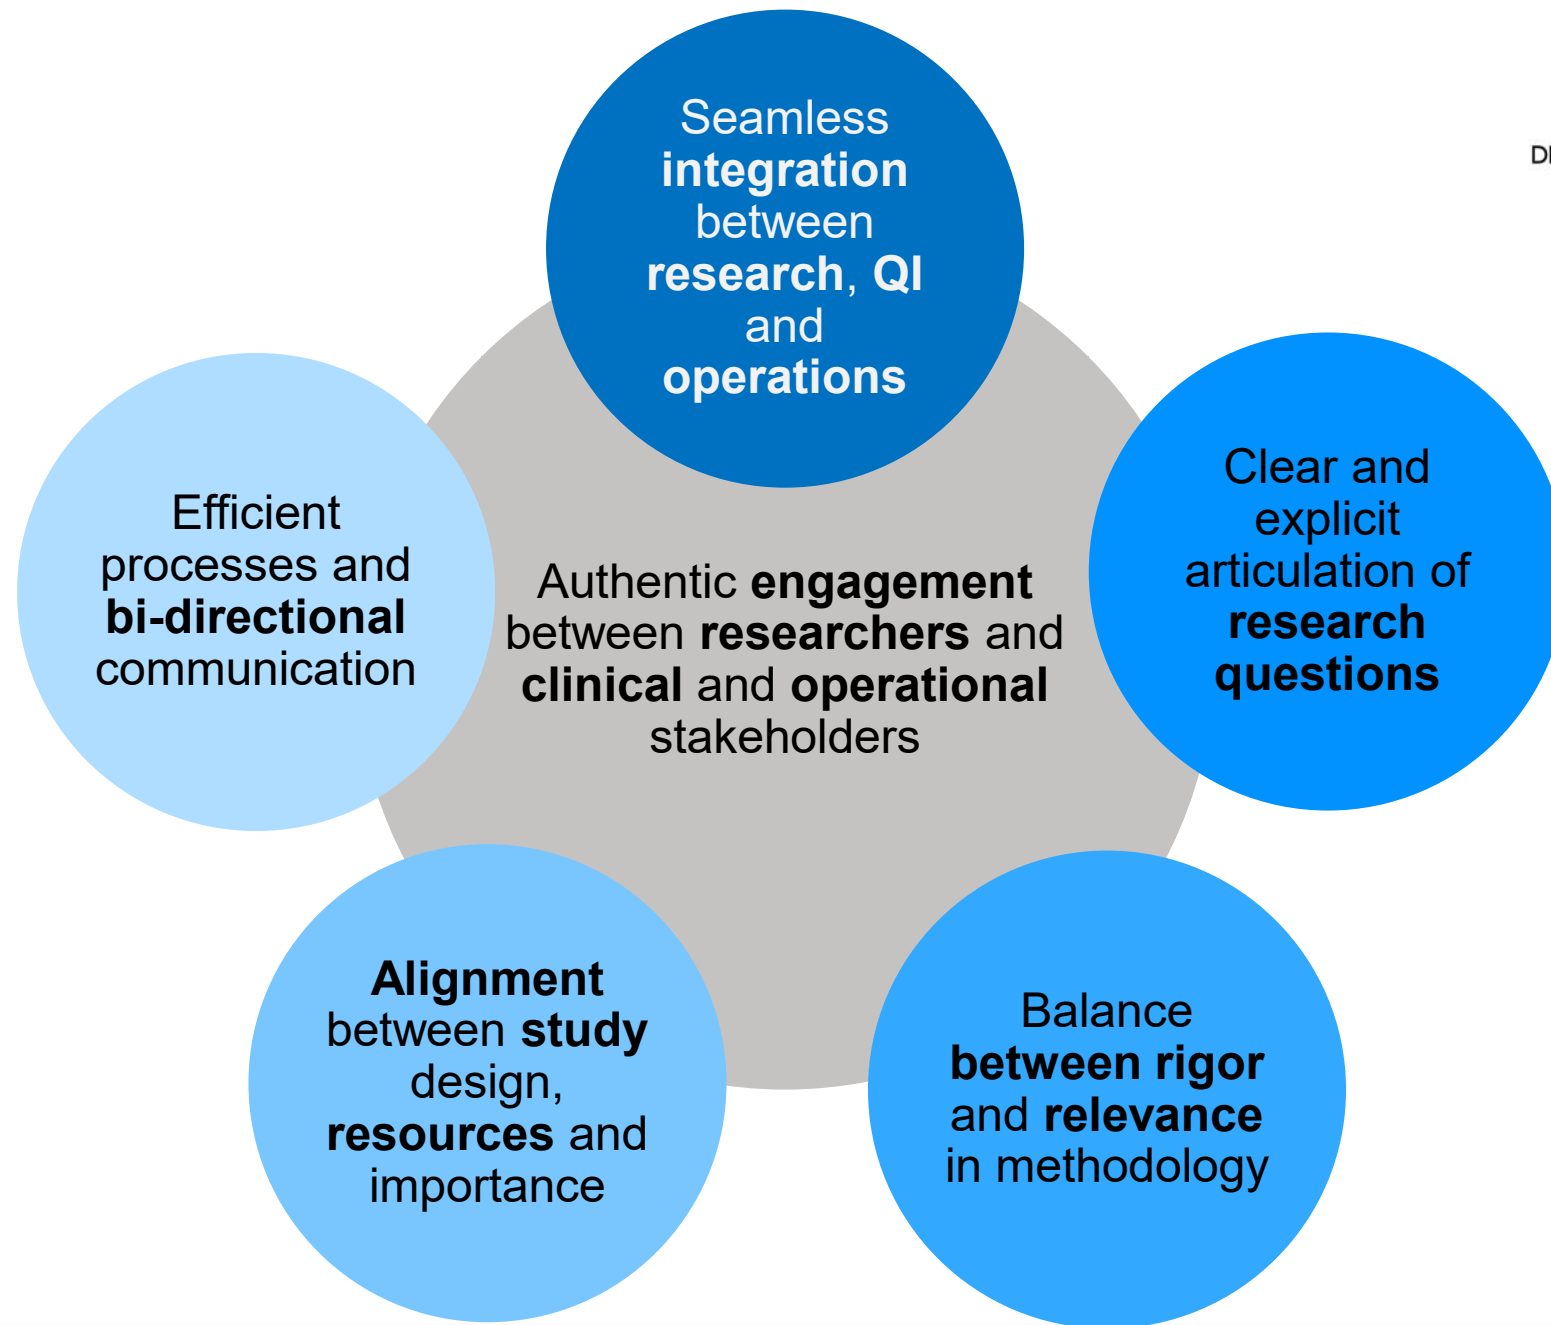 Seamless
integration
between
research, QI
and
operations
Clear and
explicit
articulation of
research
questions
Balance
between rigor
and relevance
in methodology
Alignment
between study
design,
resources and
importance
Efficient
processes and
bi-directional
communication
Authentic engagement
between researchers and
clinical and operational
stakeholders